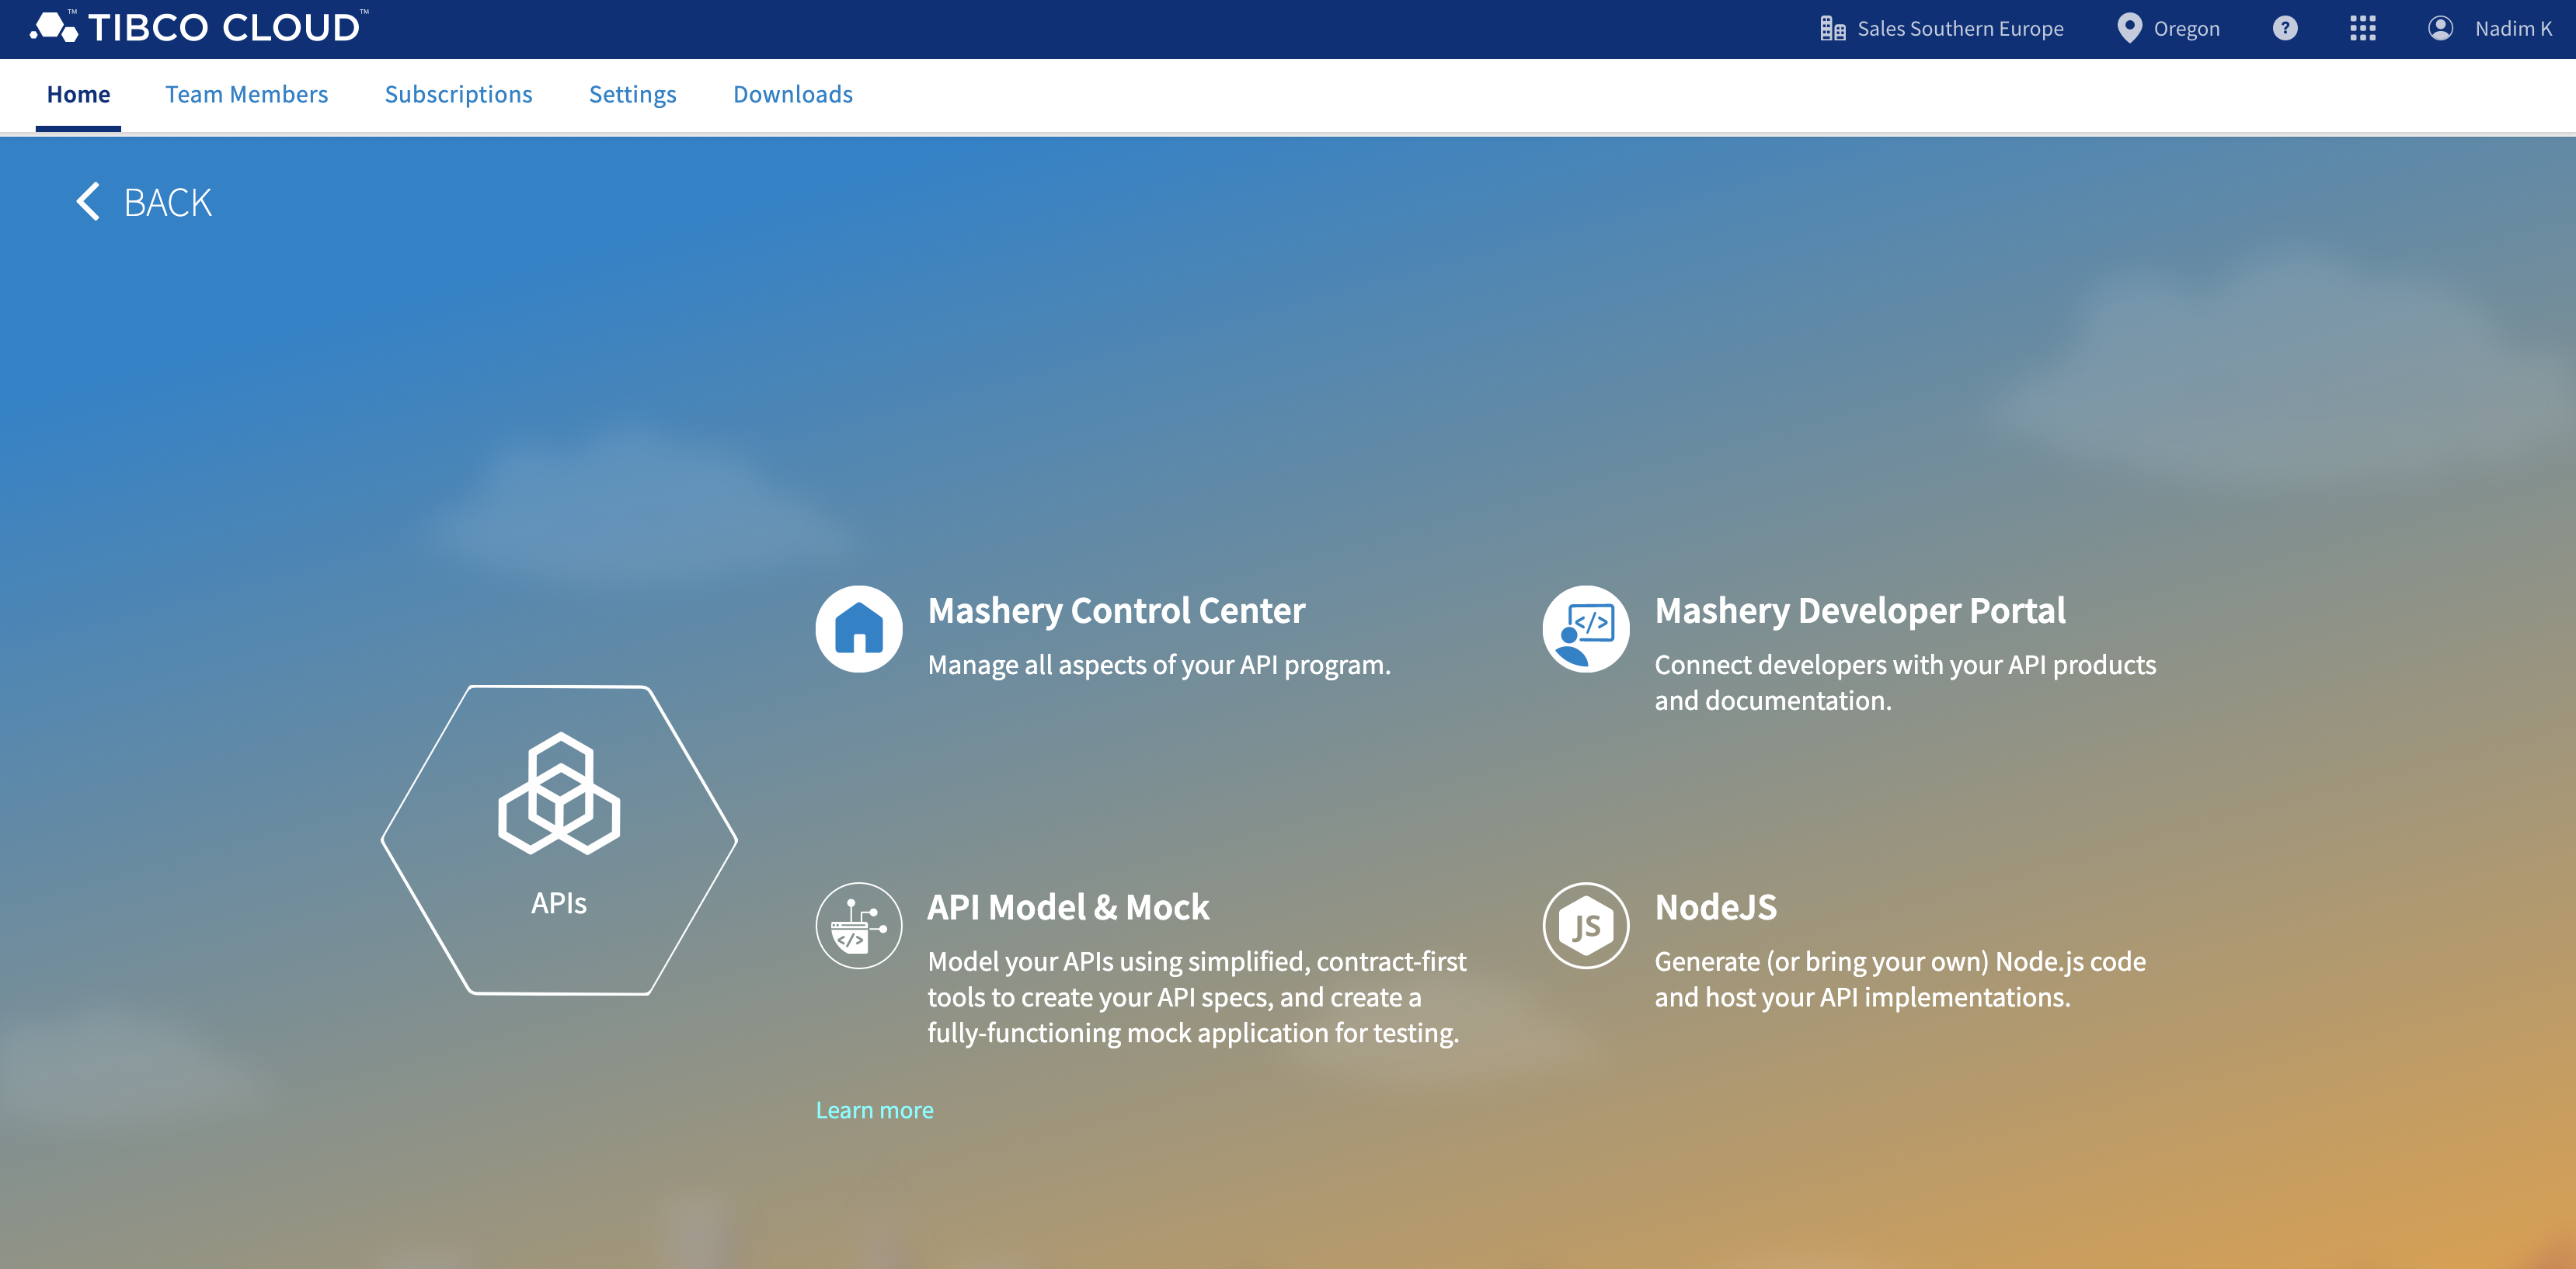 TIBCO CLOUD™
Sales Southern Europe
Oregon
?
Nadim K
Home
Team Members
Subscriptions
Settings
Downloads
BACK
APIs
Mashery Control Center
Manage all aspects of your API program.
</>
Mashery Developer Portal
Connect developers with your API products
and documentation.
</>
API Model & Mock
Model your APIs using simplified, contract-first
tools to create your API specs, and create a
fully-functioning mock application for testing.
JS
NodeJS
Generate (or bring your own) Node.js code
and host your API implementations.
Learn more